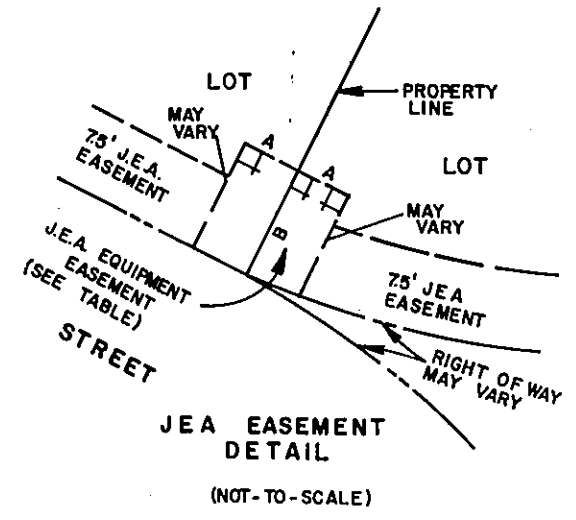 LOT
PROPERTY
LINE
MAY
VARY
A
A
7.5' J.E.A.
EASEMENT
LOT
MAY
VARY
B
J.E.A. EQUIPMENT
EASEMENT
(SEE TABLE)
7.5' JEA
EASEMENT
STREET
RIGHT OF WAY
MAY VARY
JEA EASEMENT
DETAIL
(NOT-TO-SCALE)